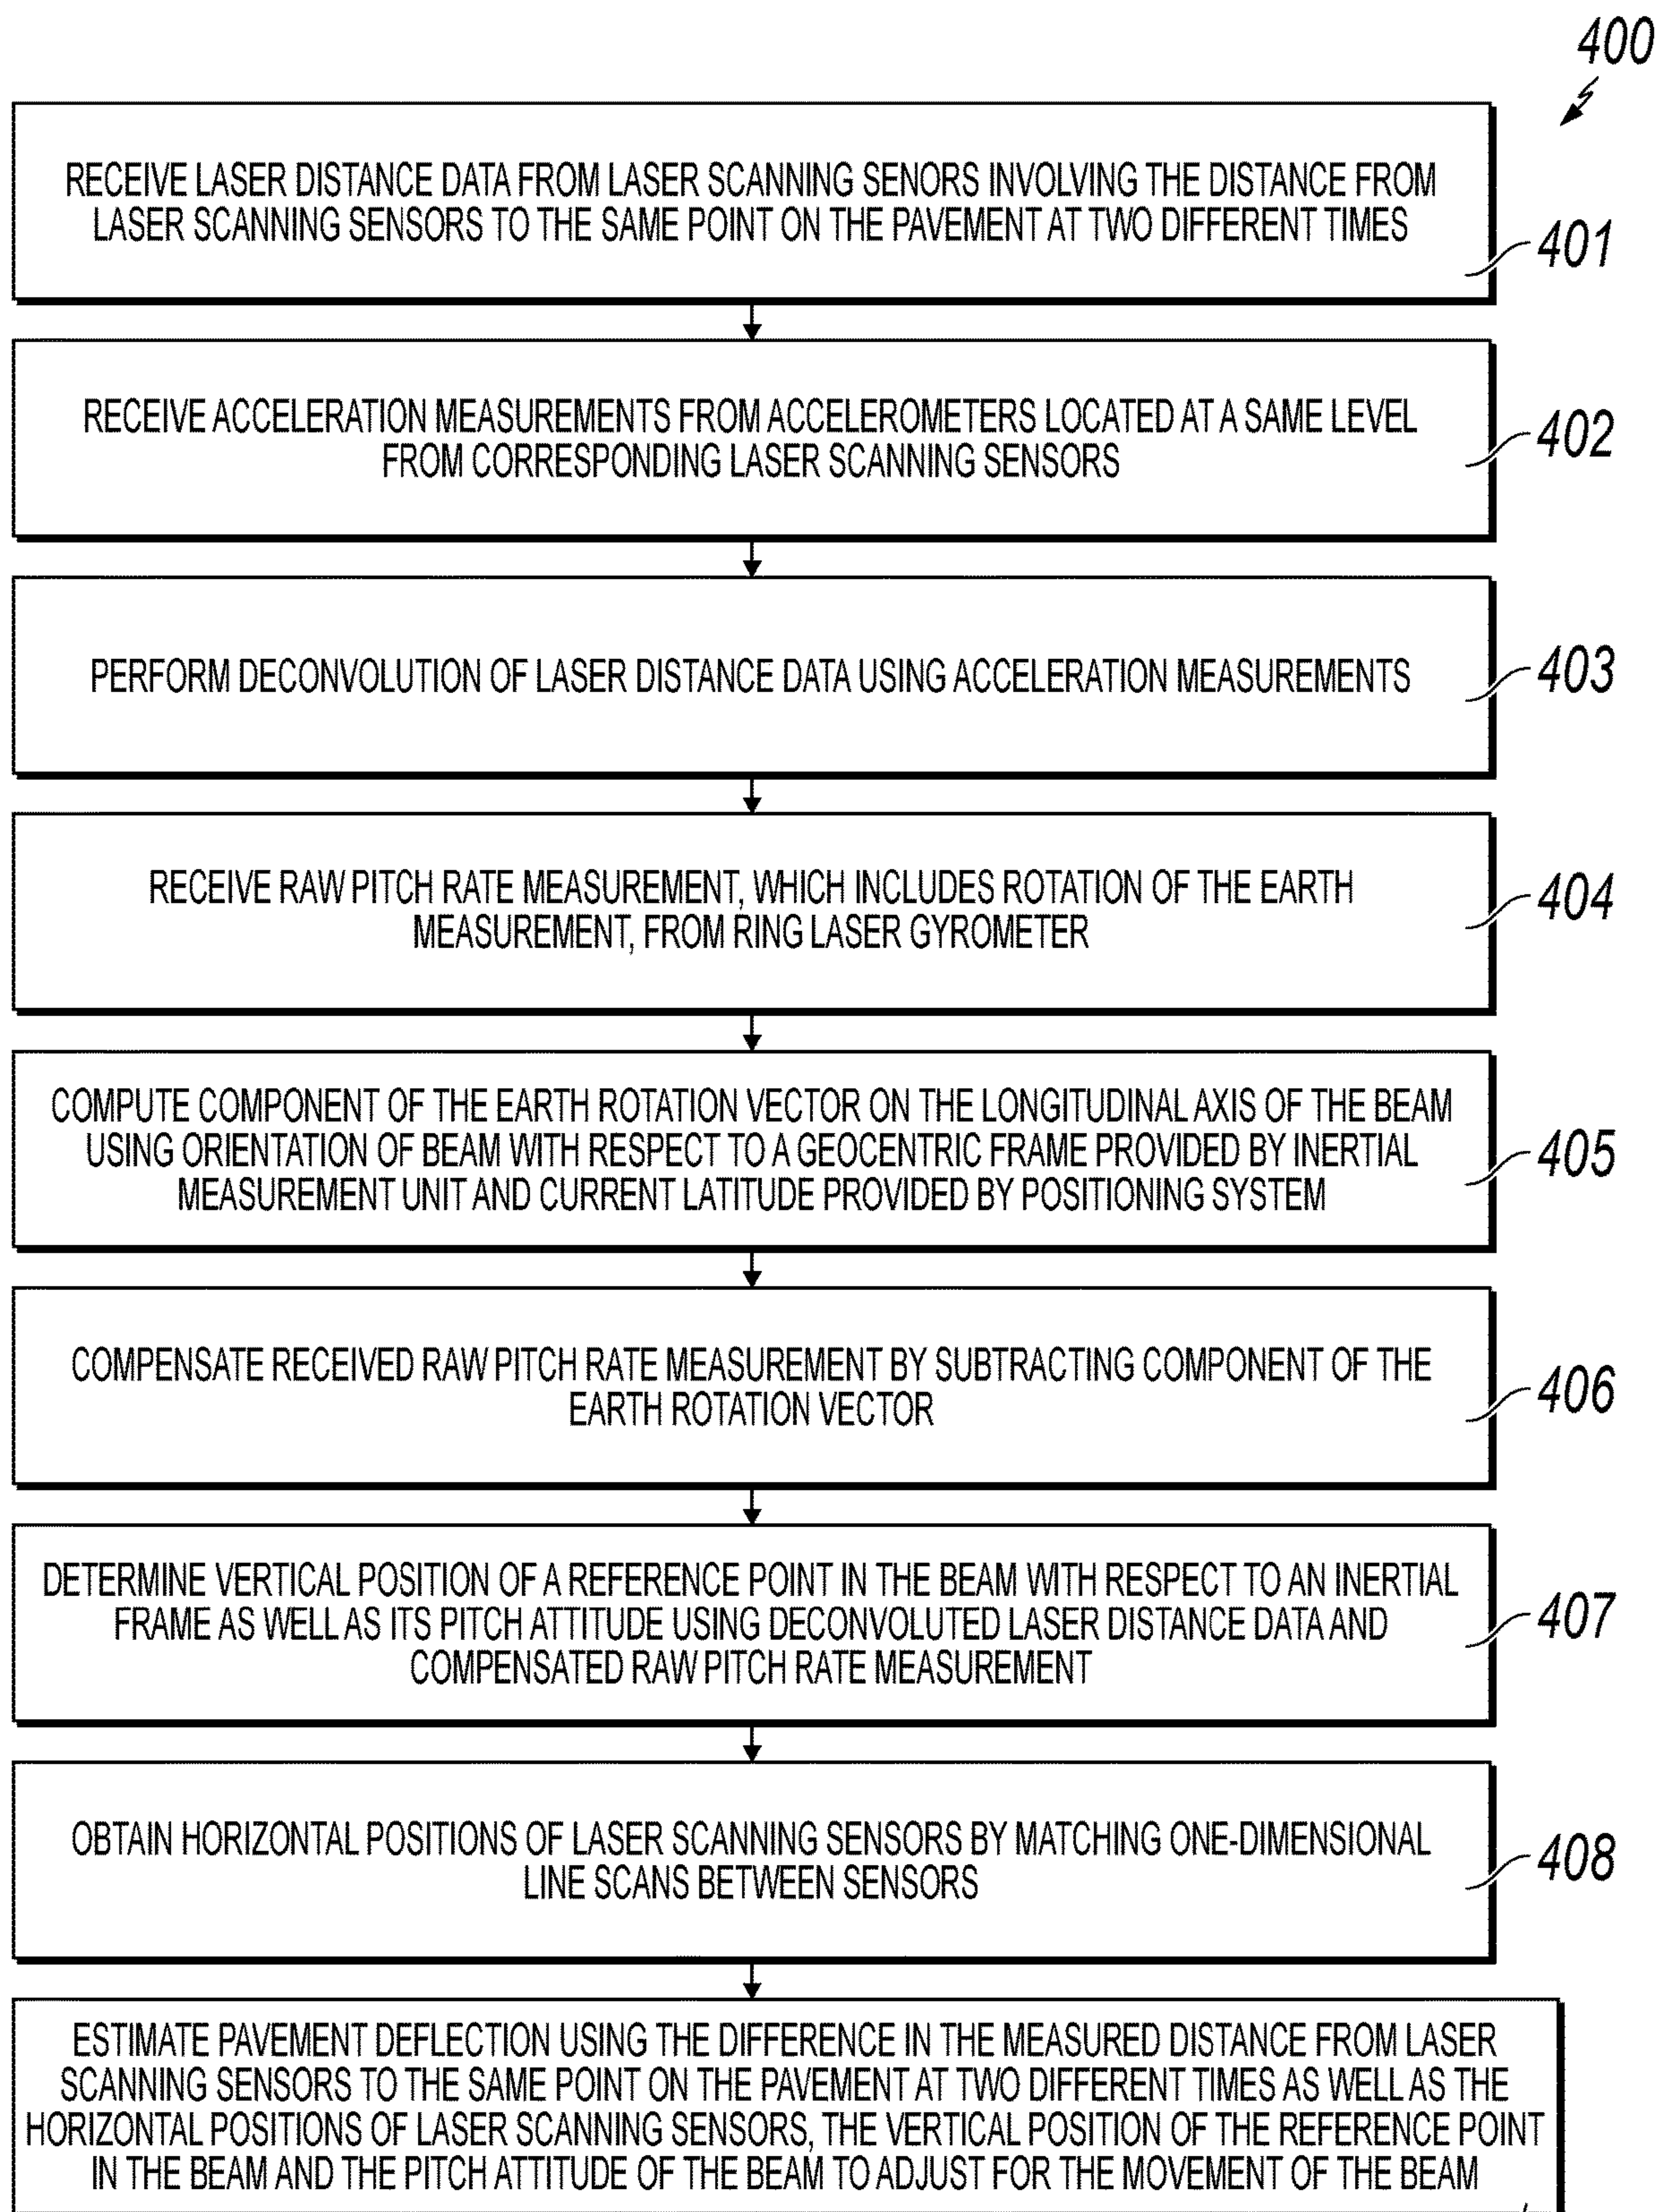 400
RECEIVE LASER DISTANCE DATA FROM LASER SCANNING SENORS INVOLVING THE DISTANCE FROM
LASER SCANNING SENSORS TO THE SAME POINT ON THE PAVEMENT AT TWO DIFFERENT TIMES
401
RECEIVE ACCELERATION MEASUREMENTS FROM ACCELEROMETERS LOCATED AT A SAME LEVEL
FROM CORRESPONDING LASER SCANNING SENSORS
402
PERFORM DECONVOLUTION OF LASER DISTANCE DATA USING ACCELERATION MEASUREMENTS
403
RECEIVE RAW PITCH RATE MEASUREMENT, WHICH INCLUDES ROTATION OF THE EARTH
MEASUREMENT, FROM RING LASER GYROMETER
404
COMPUTE COMPONENT OF THE EARTH ROTATION VECTOR ON THE LONGITUDINAL AXIS OF THE BEAM
USING ORIENTATION OF BEAM WITH RESPECT TO A GEOCENTRIC FRAME PROVIDED BY INERTIAL
MEASUREMENT UNIT AND CURRENT LATITUDE PROVIDED BY POSITIONING SYSTEM
405
COMPENSATE RECEIVED RAW PITCH RATE MEASUREMENT BY SUBTRACTING COMPONENT OF THE
EARTH ROTATION VECTOR
406
DETERMINE VERTICAL POSITION OF A REFERENCE POINT IN THE BEAM WITH RESPECT TO AN INERTIAL
FRAME AS WELL AS ITS PITCH ATTITUDE USING DECONVOLUTED LASER DISTANCE DATA AND
COMPENSATED RAW PITCH RATE MEASUREMENT
407
OBTAIN HORIZONTAL POSITIONS OF LASER SCANNING SENSORS BY MATCHING ONE-DIMENSIONAL
LINE SCANS BETWEEN SENSORS
408
ESTIMATE PAVEMENT DEFLECTION USING THE DIFFERENCE IN THE MEASURED DISTANCE FROM LASER
SCANNING SENSORS TO THE SAME POINT ON THE PAVEMENT AT TWO DIFFERENT TIMES AS WELL AS THE
HORIZONTAL POSITIONS OF LASER SCANNING SENSORS, THE VERTICAL POSITION OF THE REFERENCE POINT
IN THE BEAM AND THE PITCH ATTITUDE OF THE BEAM TO ADJUST FOR THE MOVEMENT OF THE BEAM